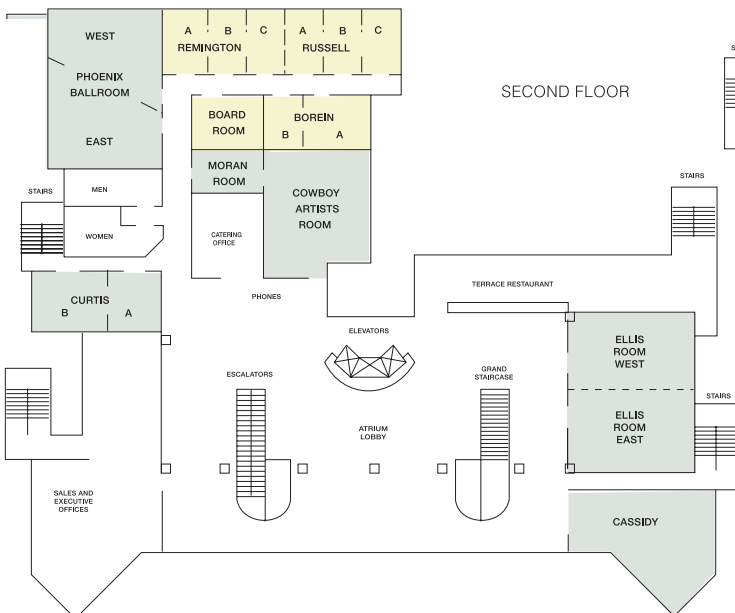 WEST
PHOENIX
BALLROOM
EAST
A B C
REMINGTON
A B C
RUSSELL
SECOND FLOOR
BOARD
ROOM
BOREIN
B A
MORAN
ROOM
COWBOY
ARTISTS
ROOM
CATERING
OFFICE
STAIRS
MEN
WOMEN
CURTIS
B A
PHONES
TERRACE RESTAURANT
STAIRS
ELEVATORS
ESCALATORS
GRAND
STAIRCASE
ATRIUM
LOBBY
ELLIS
ROOM
WEST
ELLIS
ROOM
EAST
STAIRS
SALES AND
EXECUTIVE
OFFICES
CASSIDY